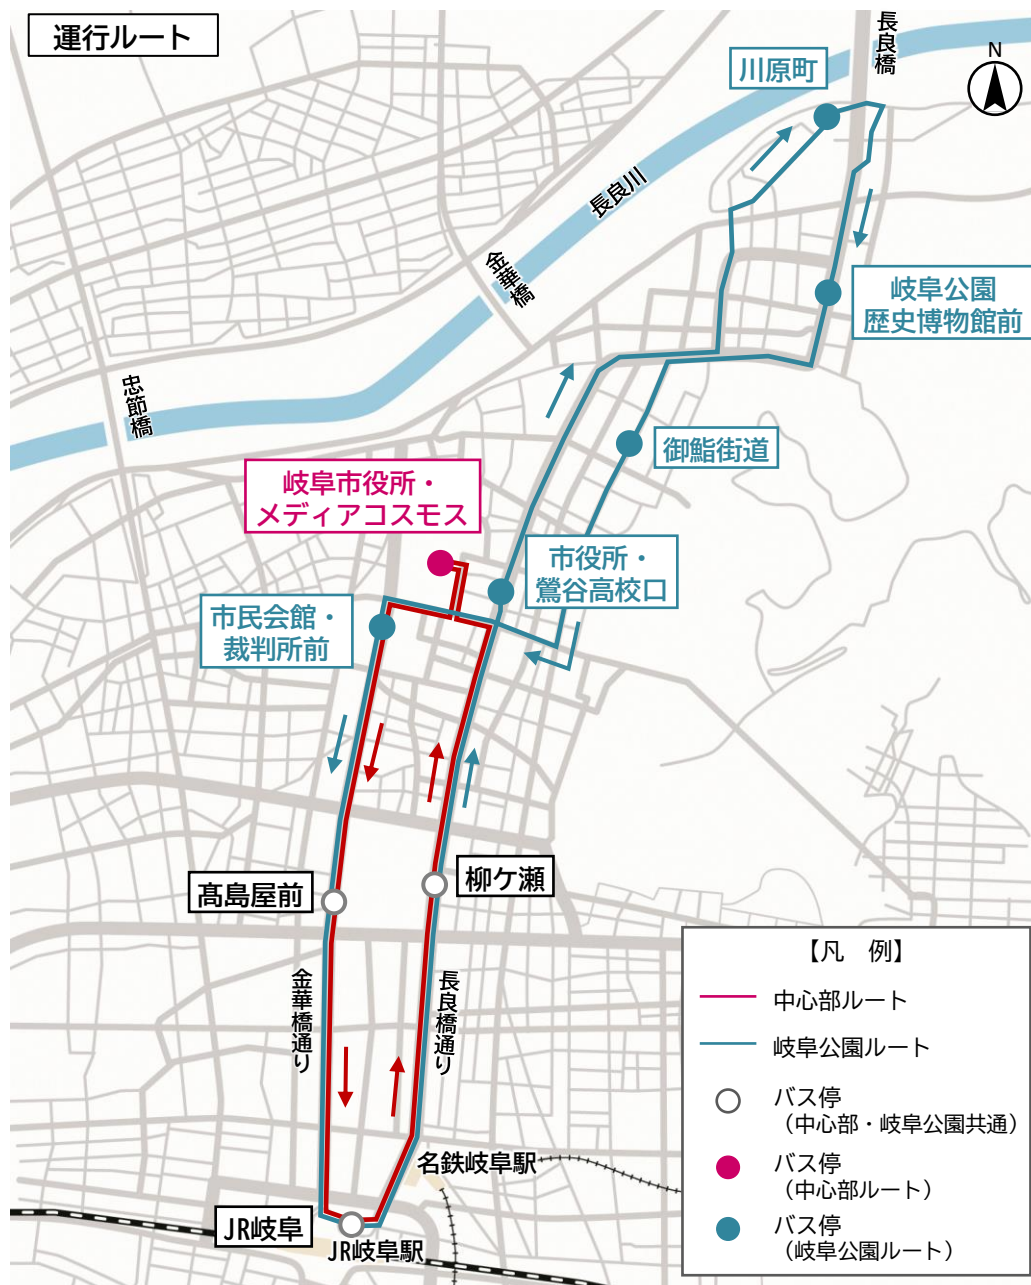 運行ルート
長良橋
N
川原町
長良川
金華橋
岐阜公園
歴史博物館前
忠節橋
御鮨街道
岐阜市役所・
メディアコスモス
市役所・
鶯谷高校口
市民会館・
裁判所前
髙島屋前
柳ケ瀬
金華橋通り
長良橋通り
名鉄岐阜駅
JR岐阜
JR岐阜駅
【凡　例】
中心部ルート
岐阜公園ルート
バス停
（中心部・岐阜公園共通）
バス停
（中心部ルート）
バス停
（岐阜公園ルート）